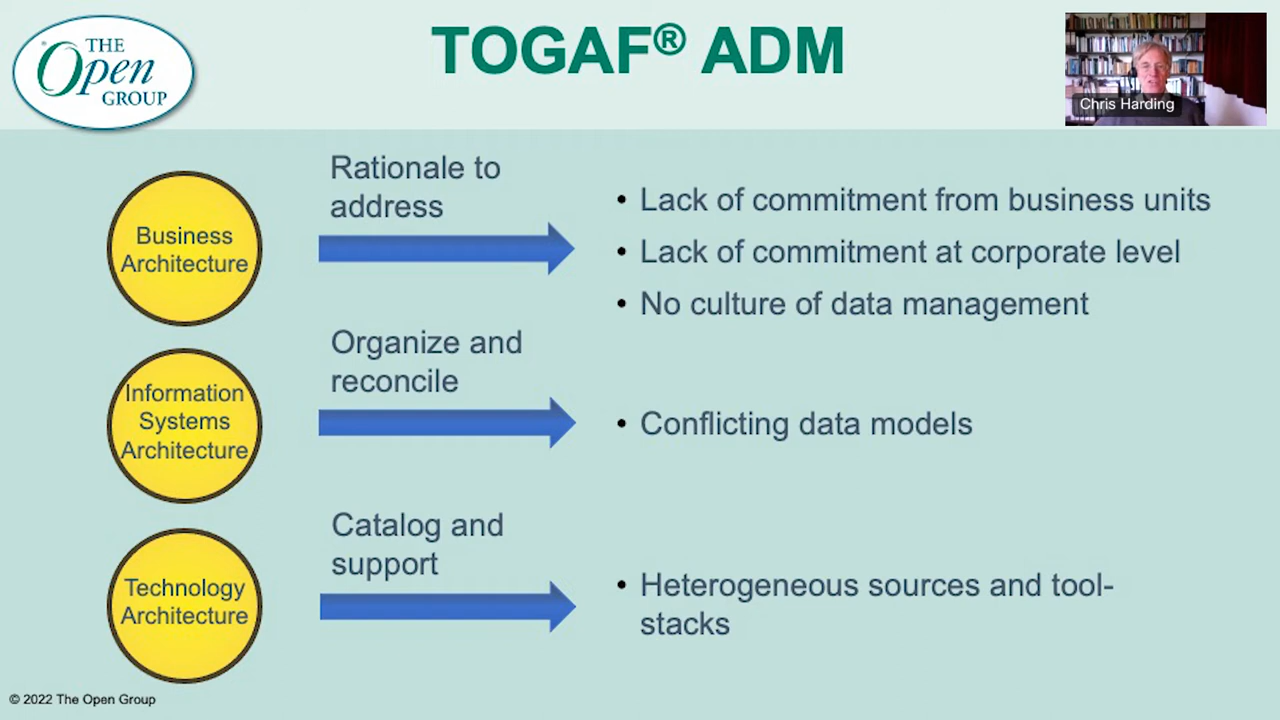 THE
Open
GROUP
TOGAF® ADM
Chris Harding
Business
Architecture
Rationale to
address
• Lack of commitment from business units
• Lack of commitment at corporate level
• No culture of data management
Information
Systems
Architecture
Organize and
reconcile
• Conflicting data models
Technology
Architecture
Catalog and
support
• Heterogeneous sources and tool-
stacks
© 2022 The Open Group